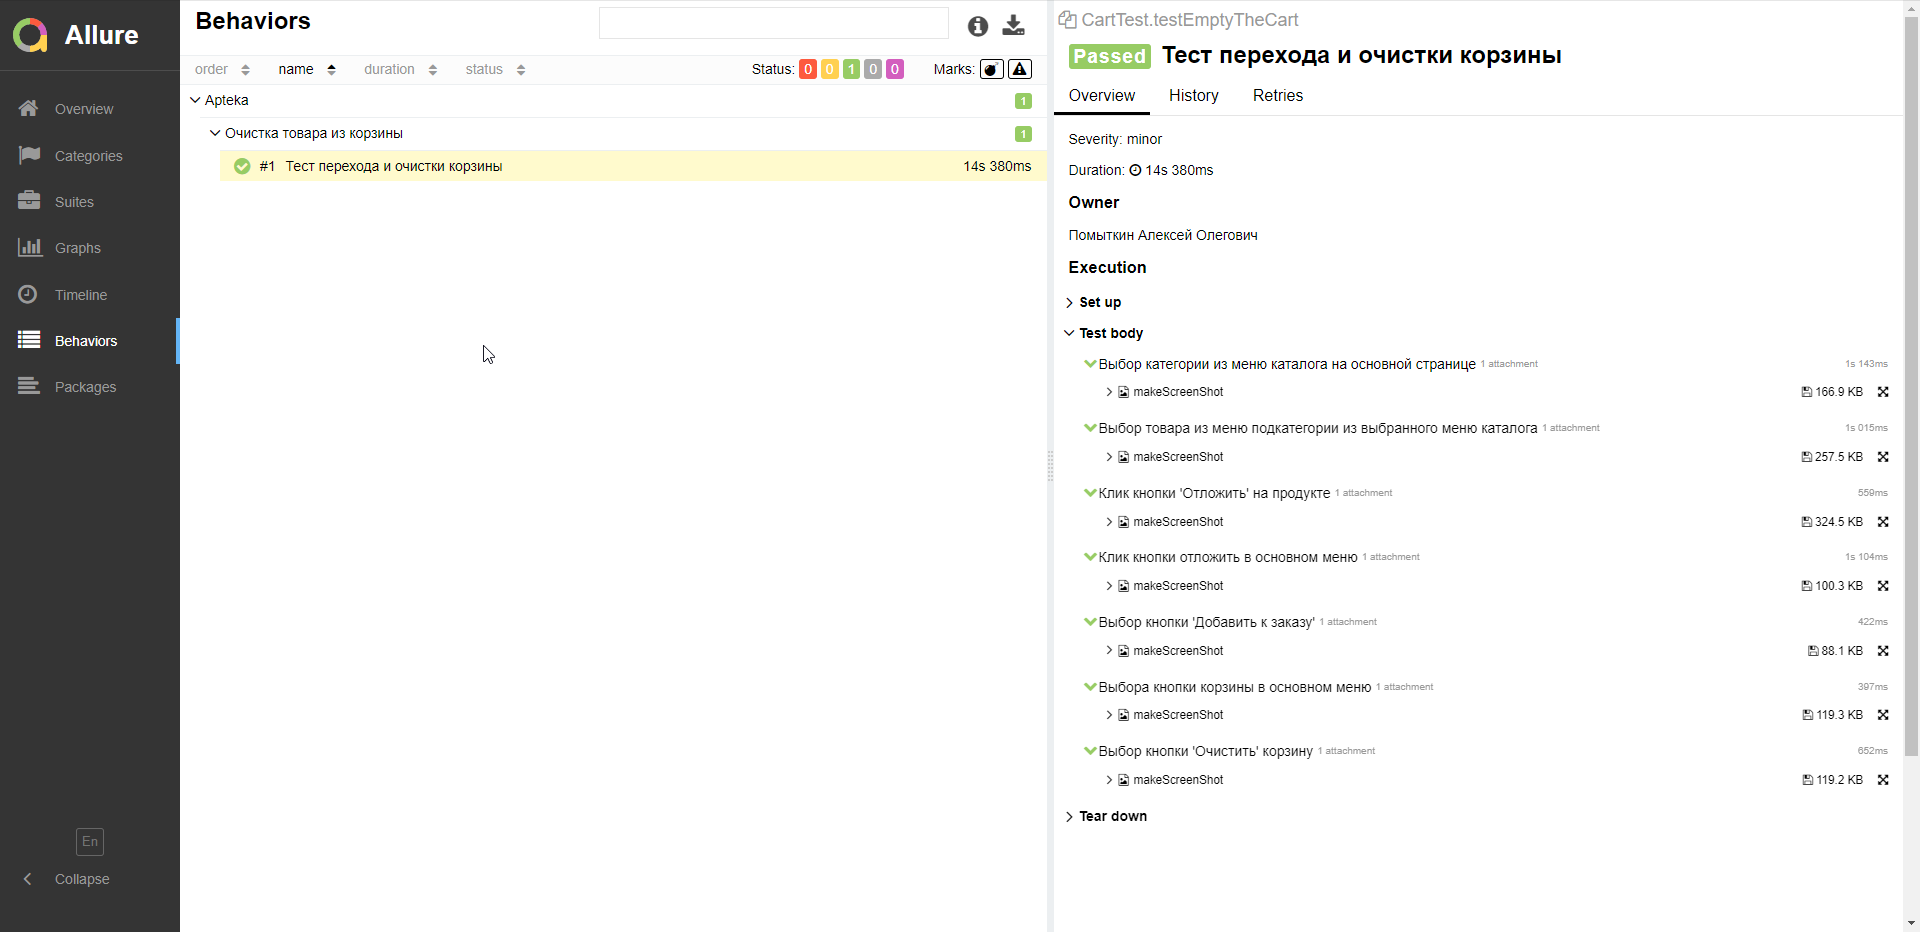 Allure
Overview
Categories
Suites
Graphs
Timeline
Behaviors
Packages
En
Collapse
Behaviors
order name duration status Status: 0 0 1 0 0 Marks:
Apteka 1
Очистка товара из корзины 1
#1 Тест перехода и очистки корзины 14s 380ms
CartTest.testEmptyTheCart
Passed Тест перехода и очистки корзины
Overview History Retries
Severity: minor
Duration: 14s 380ms
Owner
Помыткин Алексей Олегович
Execution
Set up
Test body
Выбор категории из меню каталога на основной странице 1 attachment 1s 143ms
makeScreenShot 166.9 KB
Выбор товара из меню подкатегории из выбранного меню каталога 1 attachment 1s 015ms
makeScreenShot 257.5 KB
Клик кнопки 'Отложить' на продукте 1 attachment 559ms
makeScreenShot 324.5 KB
Клик кнопки отложить в основном меню 1 attachment 1s 104ms
makeScreenShot 100.3 KB
Выбор кнопки 'Добавить к заказу' 1 attachment 422ms
makeScreenShot 88.1 KB
Выбора кнопки корзины в основном меню 1 attachment 397ms
makeScreenShot 119.3 KB
Выбор кнопки 'Очистить' корзину 1 attachment 652ms
makeScreenShot 119.2 KB
Tear down